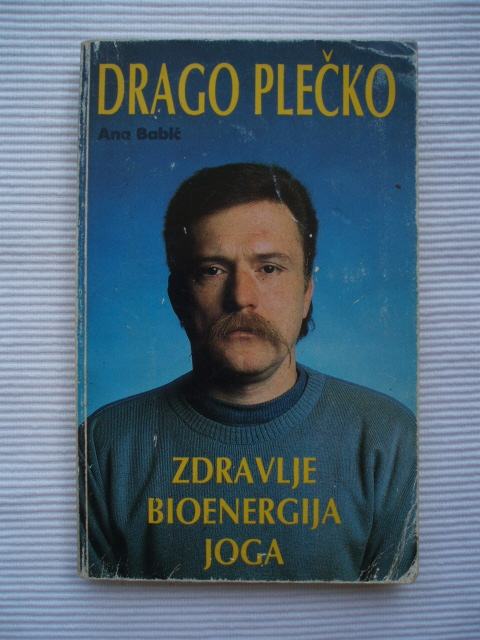 DRAGO PLEČKO
Ana Babić
ZDRAVLJE
BIOENERGIJA
JOGA